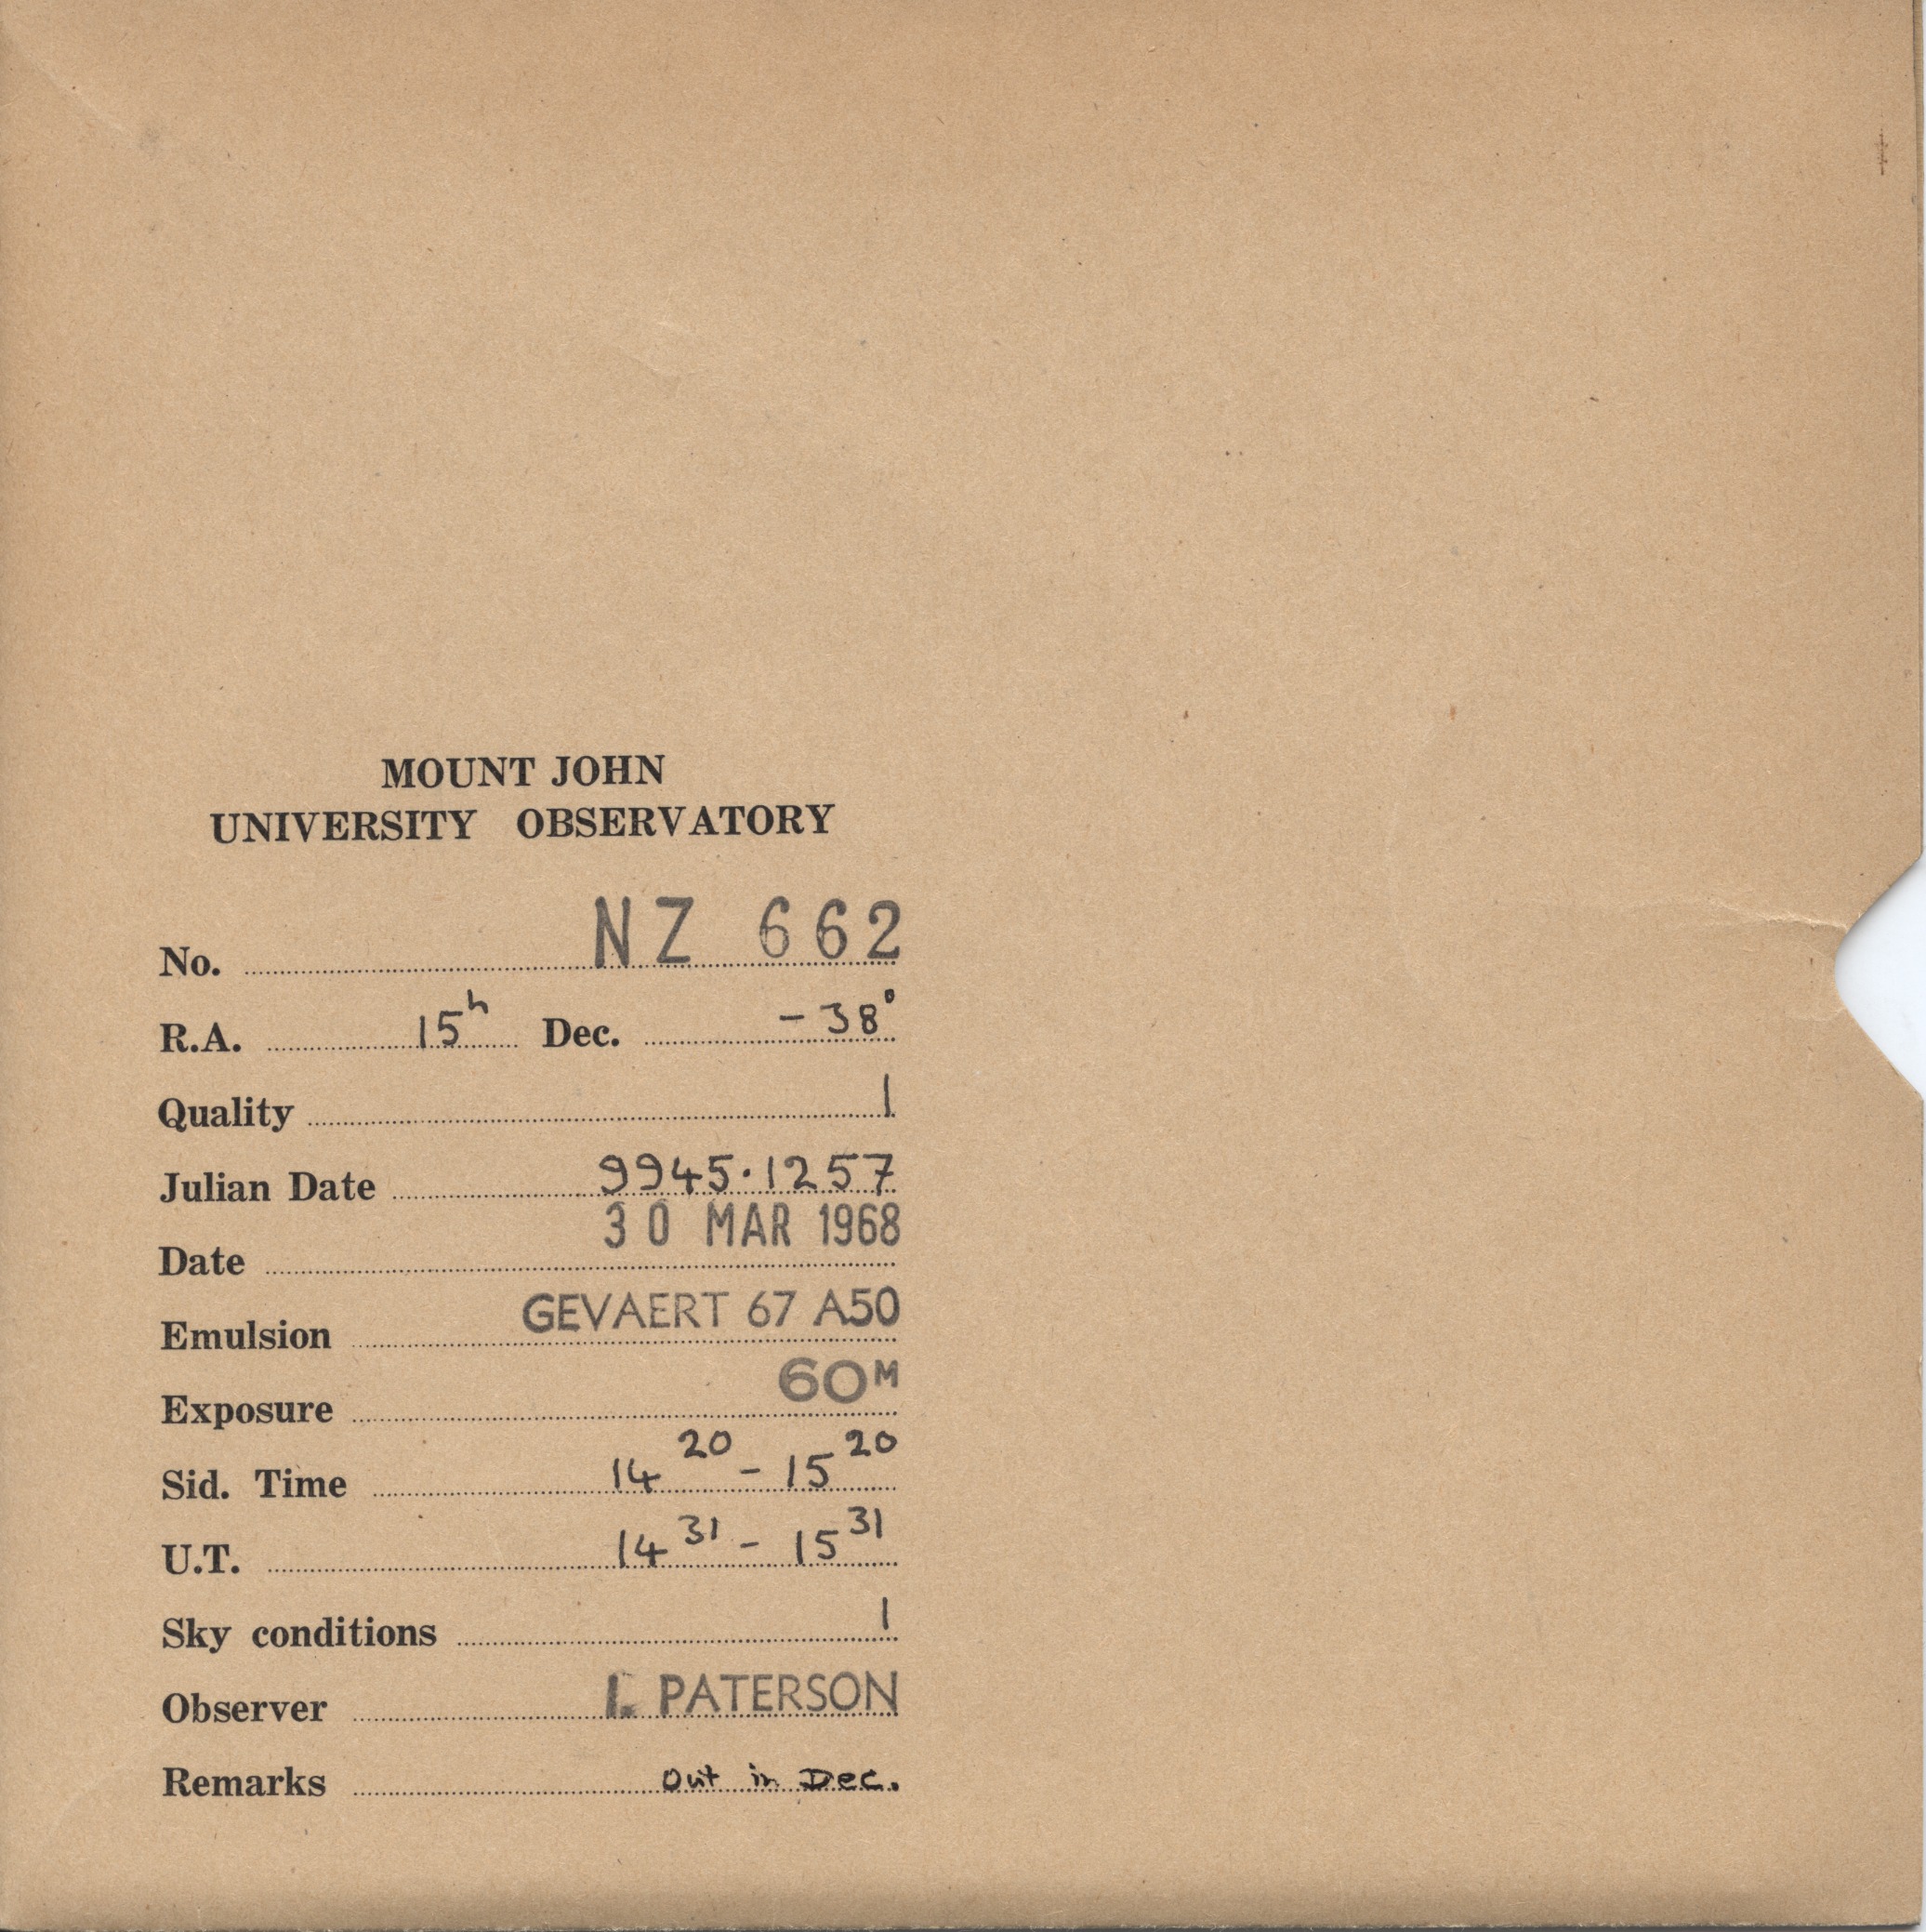 MOUNT JOHN
UNIVERSITY OBSERVATORY
No. NZ 662
R.A. 15h Dec. -38°
Quality 1
Julian Date 9945.1257
Date 30 MAR 1968
Emulsion GEVAERT 67 A50
Exposure 60M
Sid. Time 14 20 - 15 20
U.T. 14 31 - 15 31
Sky conditions 1
Observer I. PATERSON
Remarks Out in Dec.